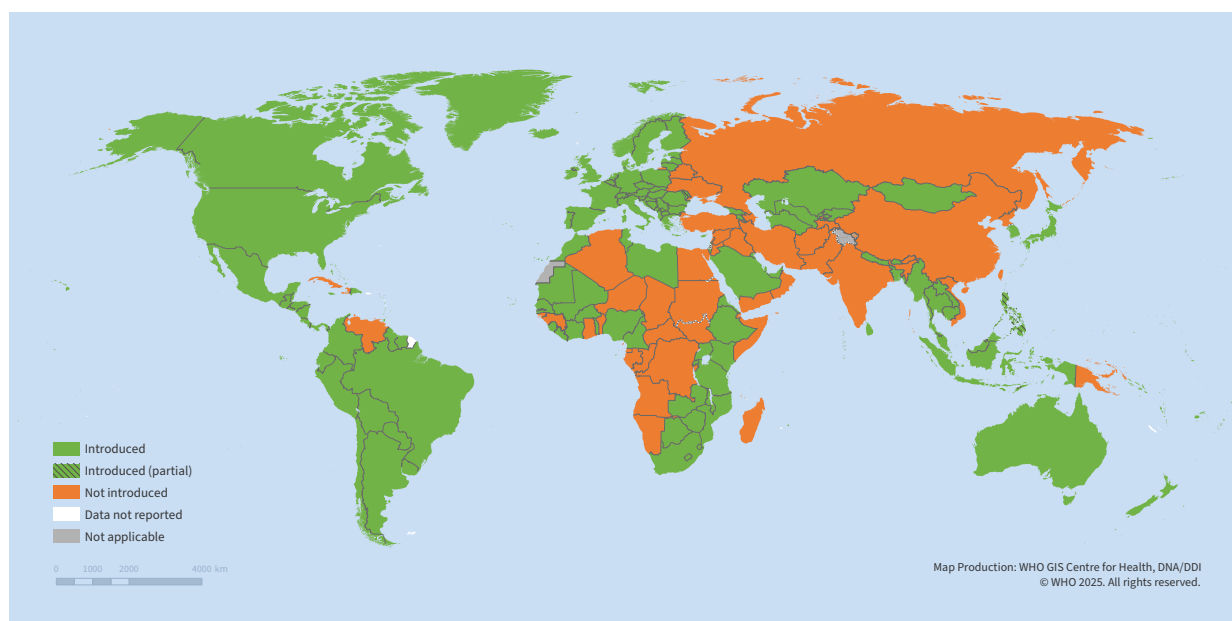 Introduced
Introduced (partial)
Not introduced
Data not reported
Not applicable
0 1000 2000 4000 km
Map Production: WHO GIS Centre for Health, DNA/DDI
© WHO 2025. All rights reserved.